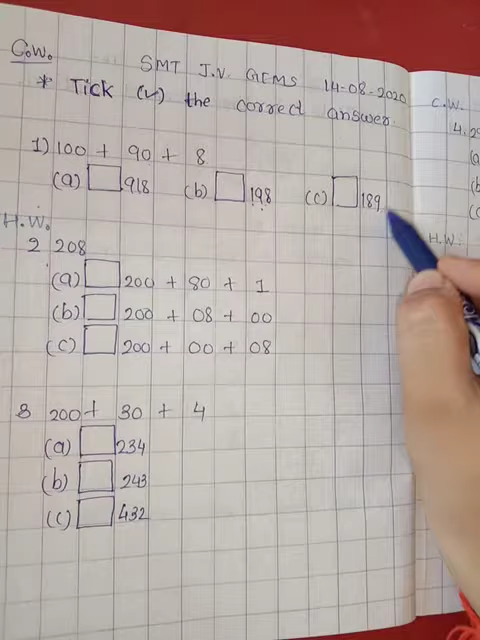 C.W.
SMT J.V. GEMS 14-08-2020
* Tick (✓) the correct answer.
1) 100 + 90 + 8
(a) □ 918 (b) □ 198 (c) □ 189
H.W.
2 208
(a) □ 200 + 80 + 1
(b) □ 200 + 08 + 00
(c) □ 200 + 00 + 08
3 200 + 30 + 4
(a) □ 234
(b) □ 243
(c) □ 432
C.W.
H.W.